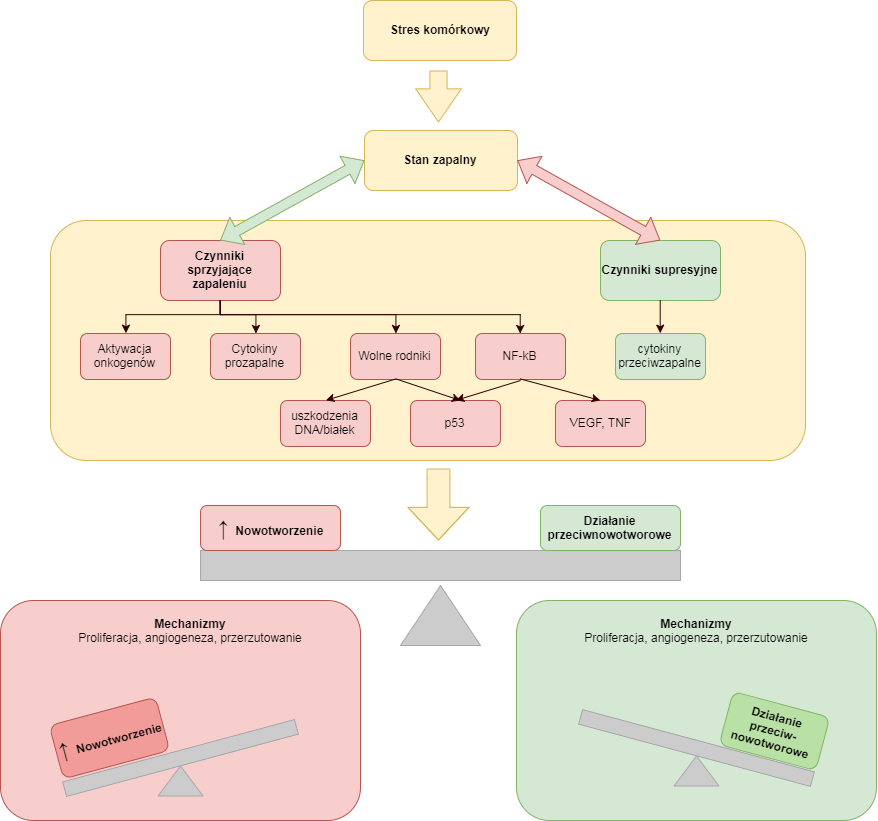 Stres komórkowy
Stan zapalny
Czynniki
sprzyjające
zapaleniu
Czynniki supresyjne
Aktywacja
onkogenów
Cytokiny
prozapalne
Wolne rodniki
NF-kB
cytokiny
przeciwzapalne
uszkodzenia
DNA/białek
p53
VEGF, TNF
↑ Nowotworzenie
Działanie
przeciwnowotworowe
Mechanizmy
Proliferacja, angiogeneza, przerzutowanie
↑ Nowotworzenie
Mechanizmy
Proliferacja, angiogeneza, przerzutowanie
Działanie
przeciw-
nowotworowe